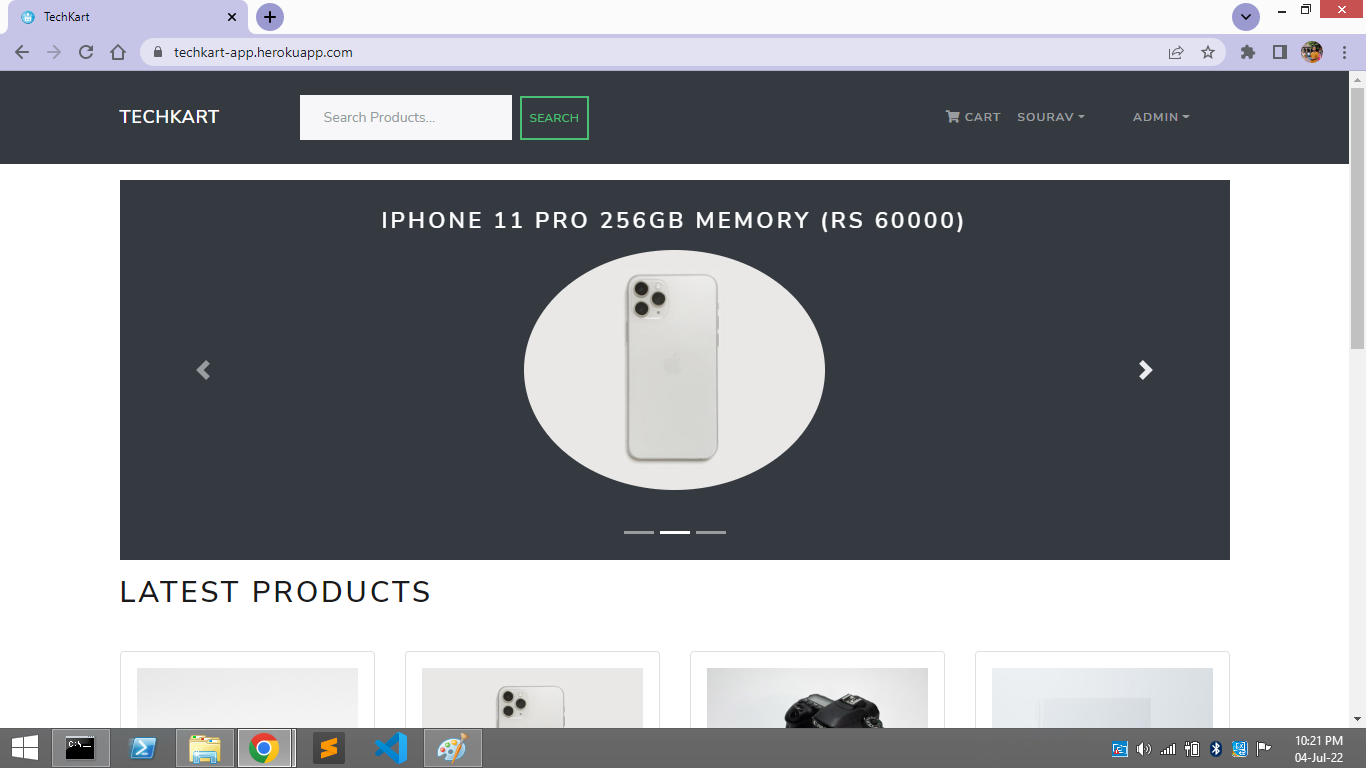 TechKart
techkart-app.herokuapp.com
TECHKART
Search Products...
SEARCH
CART
SOURAV
ADMIN
IPHONE 11 PRO 256GB MEMORY (RS 60000)
LATEST PRODUCTS
C:\._
10:21 PM
04-Jul-22